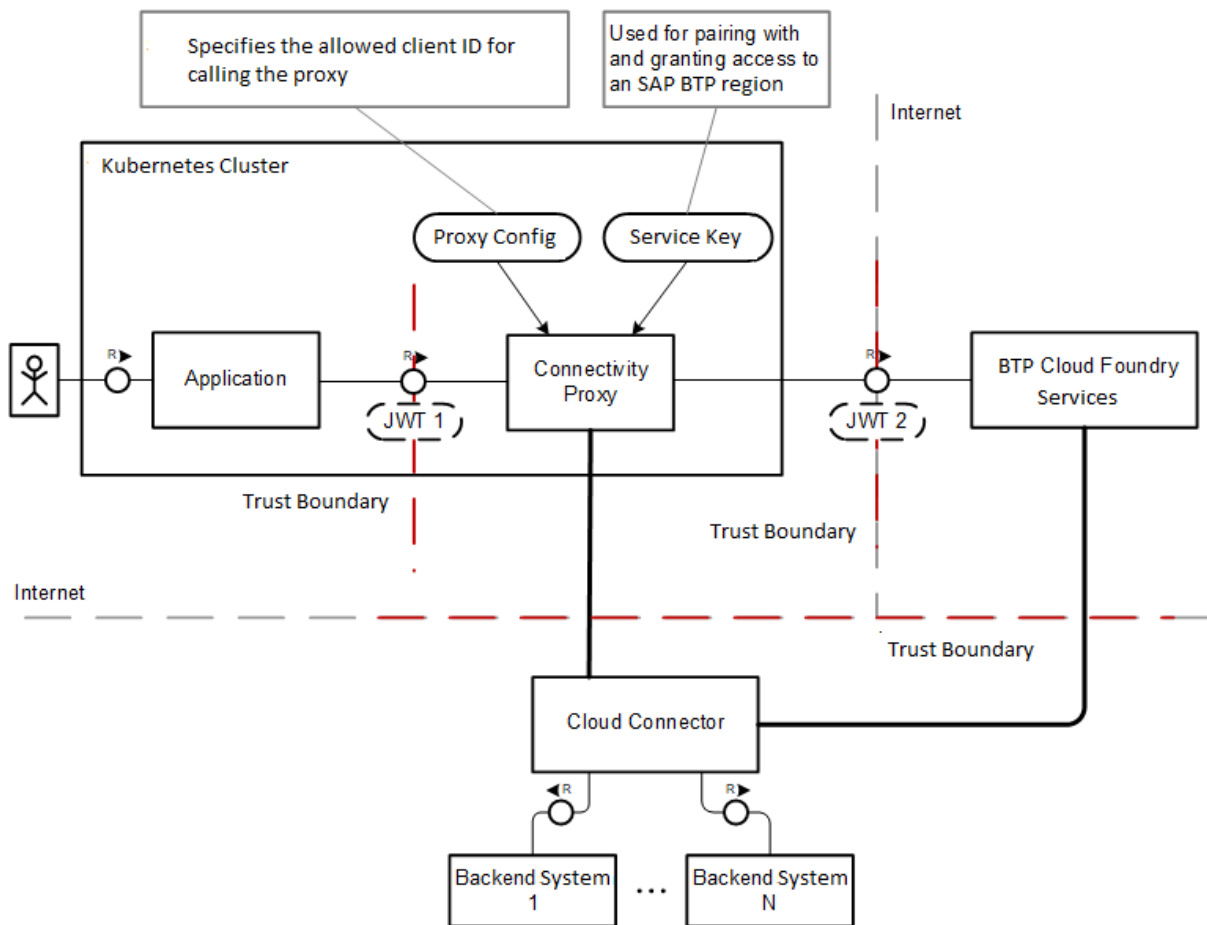 Specifies the allowed client ID for
calling the proxy
Used for pairing with
and granting access to
an SAP BTP region
Internet
Kubernetes Cluster
Proxy Config
Service Key
R
Application
R
JWT 1
Connectivity
Proxy
R
JWT 2
BTP Cloud Foundry
Services
Trust Boundary
Trust Boundary
Internet
Trust Boundary
Cloud Connector
R
R
Backend System
1
...
Backend System
N